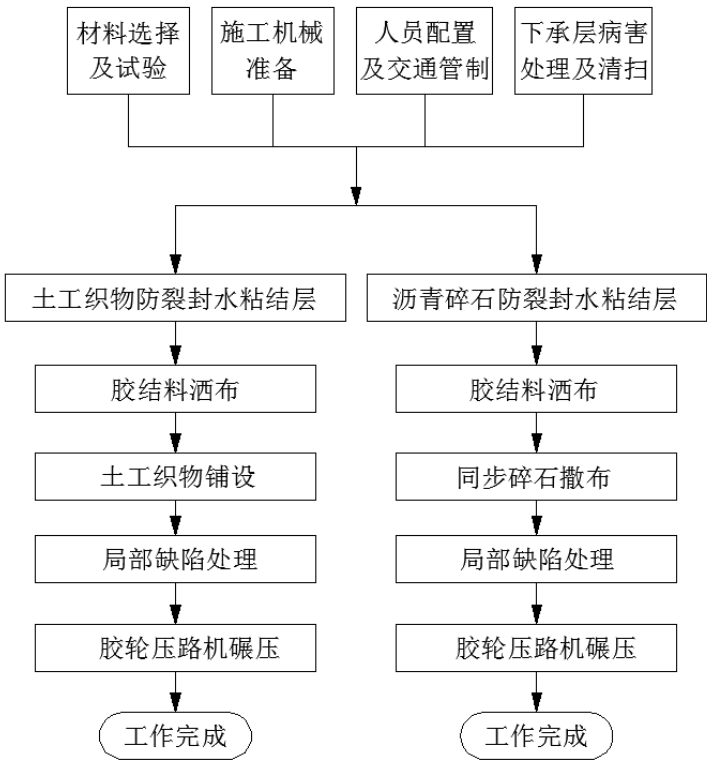 材料选择
及试验
施工机械
准备
人员配置
及交通管制
下承层病害
处理及清扫
土工织物防裂封水粘结层
沥青碎石防裂封水粘结层
胶结料洒布
胶结料洒布
土工织物铺设
同步碎石撒布
局部缺陷处理
局部缺陷处理
胶轮压路机碾压
胶轮压路机碾压
工作完成
工作完成